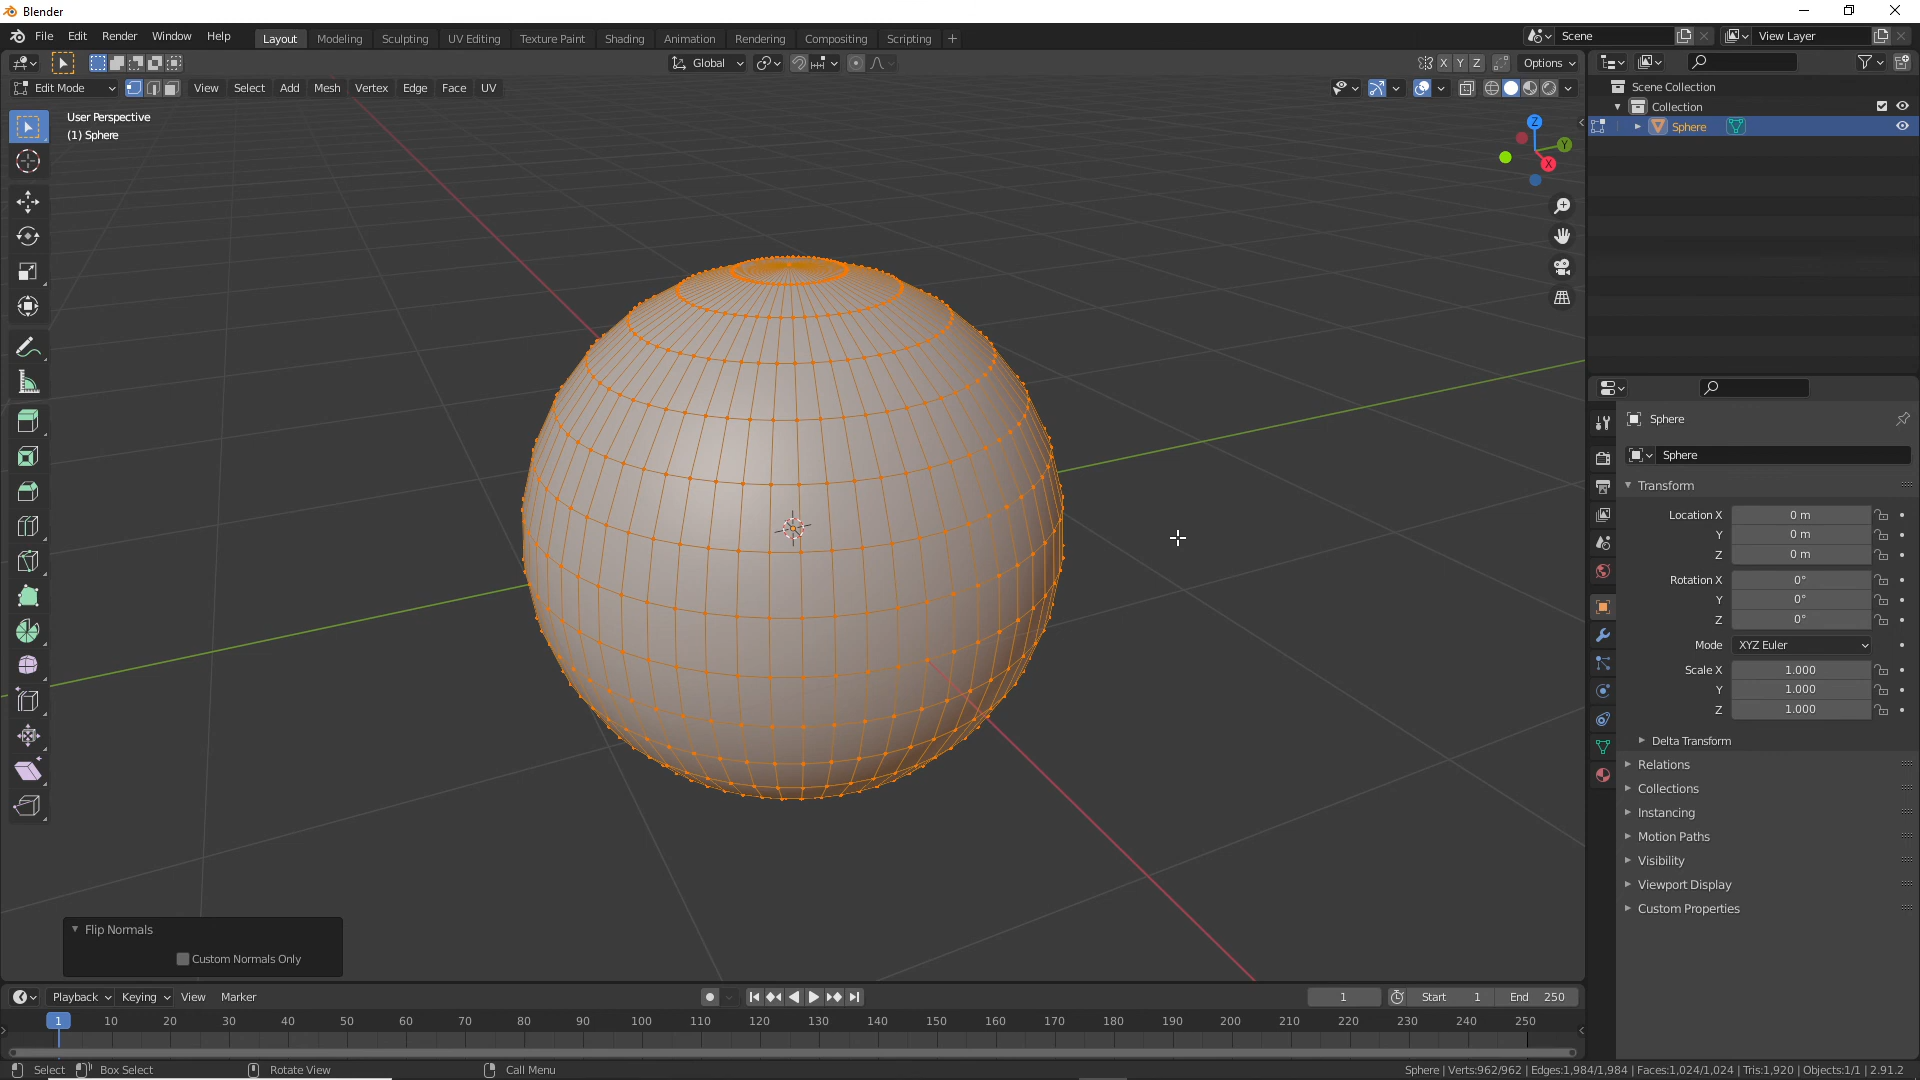 Blender
File Edit Render Window Help
Layout Modeling Sculpting UV Editing Texture Paint Shading Animation Rendering Compositing Scripting +
Scene
View Layer
Global
X Y Z
Options
Edit Mode
View Select Add Mesh Vertex Edge Face UV
User Perspective
(1) Sphere
Z
Y
X
Scene Collection
Collection
Sphere
Sphere
Sphere
Transform
Location X 0 m
Y 0 m
Z 0 m
Rotation X 0°
Y 0°
Z 0°
Mode XYZ Euler
Scale X 1.000
Y 1.000
Z 1.000
Delta Transform
Relations
Collections
Instancing
Motion Paths
Visibility
Viewport Display
Custom Properties
Flip Normals
Custom Normals Only
Playback Keying View Marker
1
Start 1
End 250
1 10 20 30 40 50 60 70 80 90 100 110 120 130 140 150 160 170 180 190 200 210 220 230 240 250
Select Box Select Rotate View Call Menu
Sphere | Verts:962/962 | Edges:1,984/1,984 | Faces:1,024/1,024 | Tris:1,920 | Objects:1/1 | 2.91.2